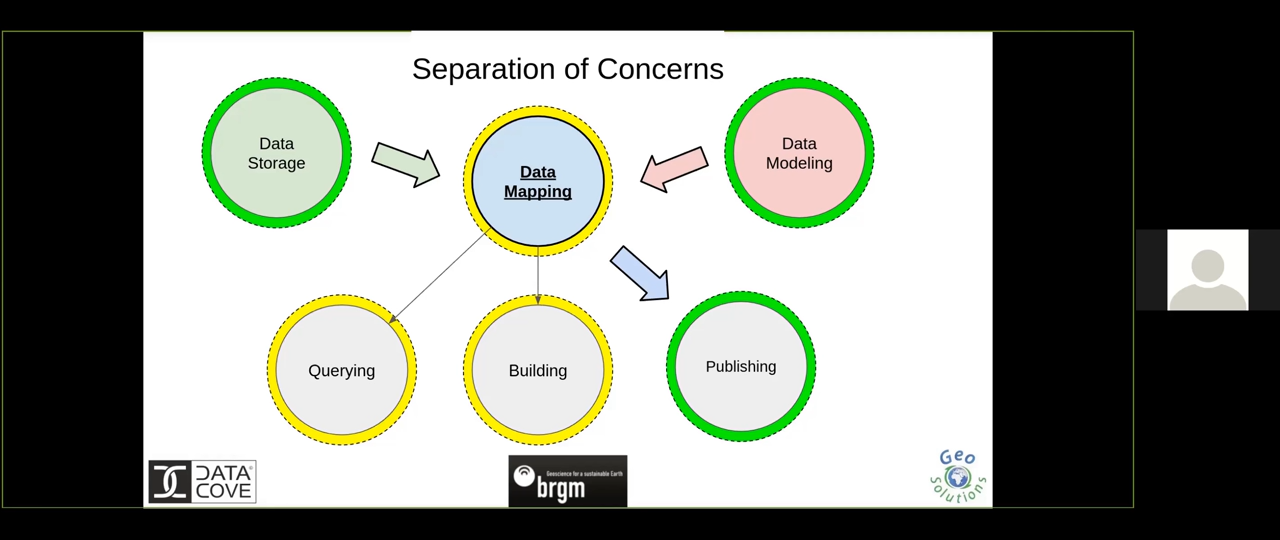 Separation of Concerns
Data
Storage
Data
Mapping
Data
Modeling
Querying
Building
Publishing
DATA
COVE
Geoscience for a sustainable Earth
brgm
Geo
Solutions